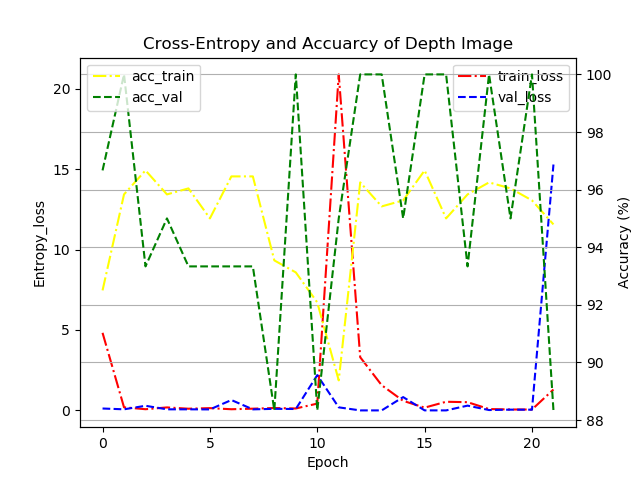 Cross-Entropy and Accuarcy of Depth Image
acc_train
acc_val
train_loss
val_loss
Entropy_loss
20
15
10
5
0
100
98
96
94
92
90
88
Accuracy (%)
0 5 10 15 20
Epoch